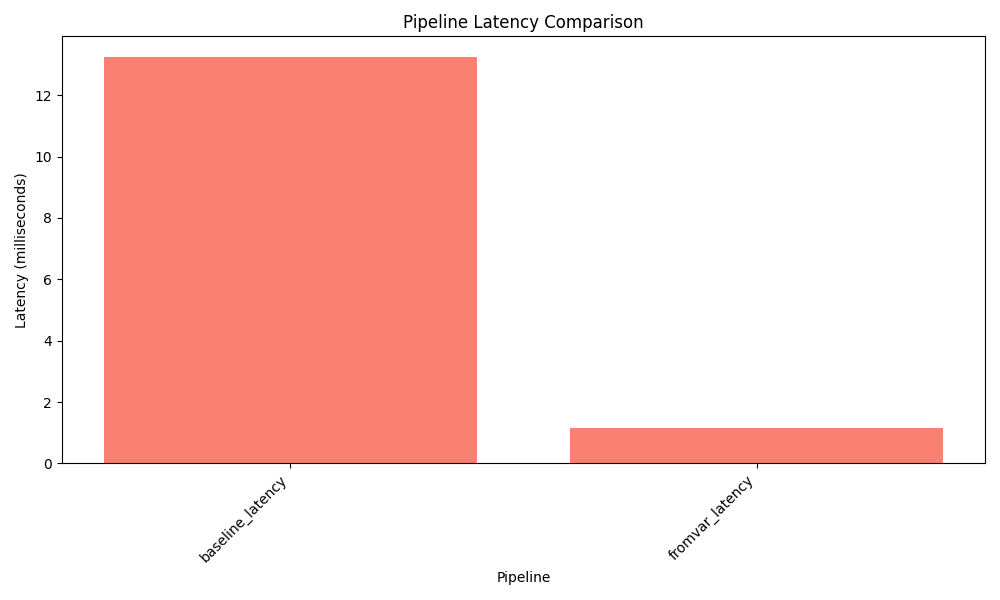 Pipeline Latency Comparison
Latency (milliseconds)
12
10
8
6
4
2
0
baseline_latency
fromvar_latency
Pipeline